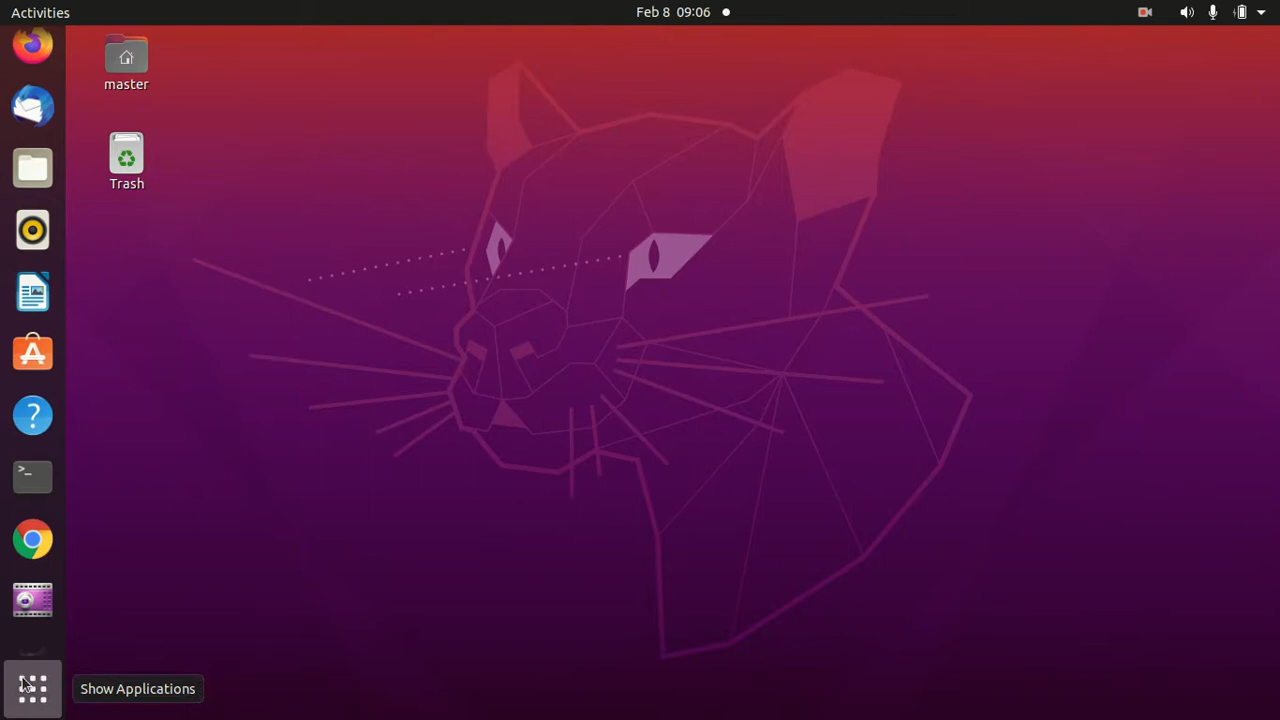 Activities
Feb 8 09:06
master
Trash
?
>_
Show Applications